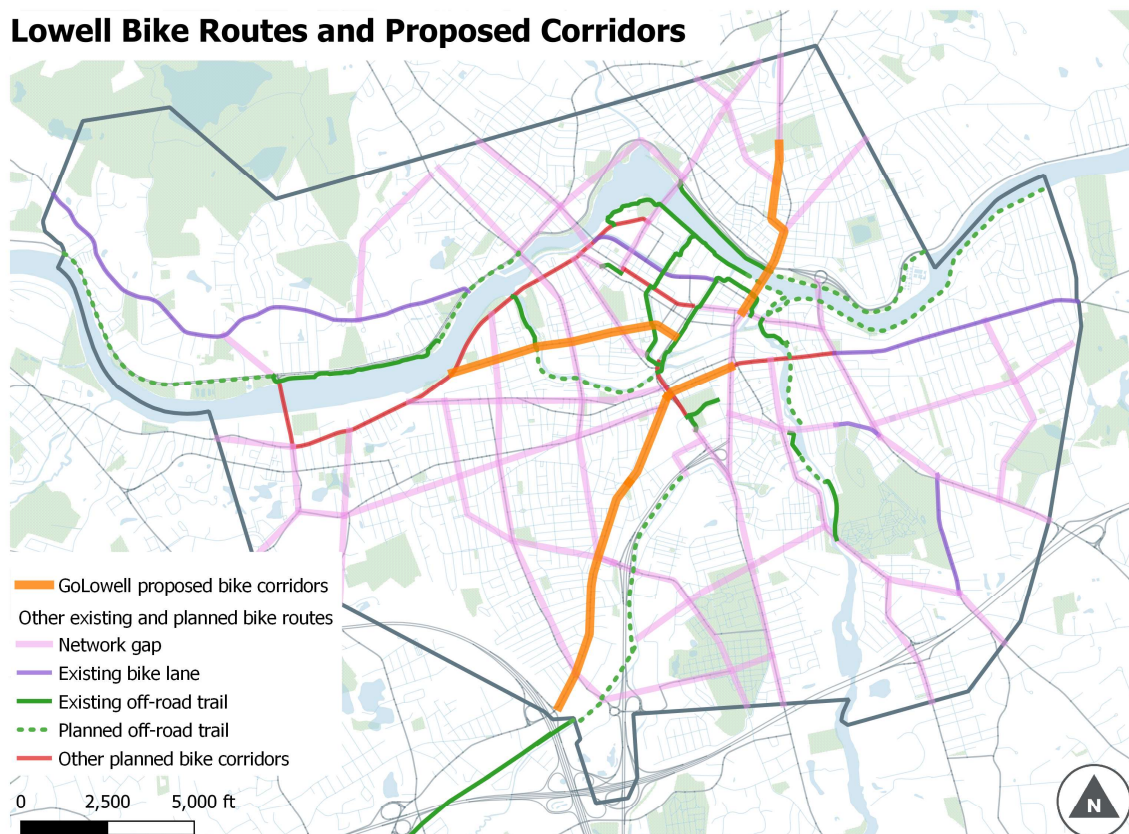 Lowell Bike Routes and Proposed Corridors
GoLowell proposed bike corridors
Other existing and planned bike routes
Network gap
Existing bike lane
Existing off-road trail
Planned off-road trail
Other planned bike corridors
0 2,500 5,000 ft
N